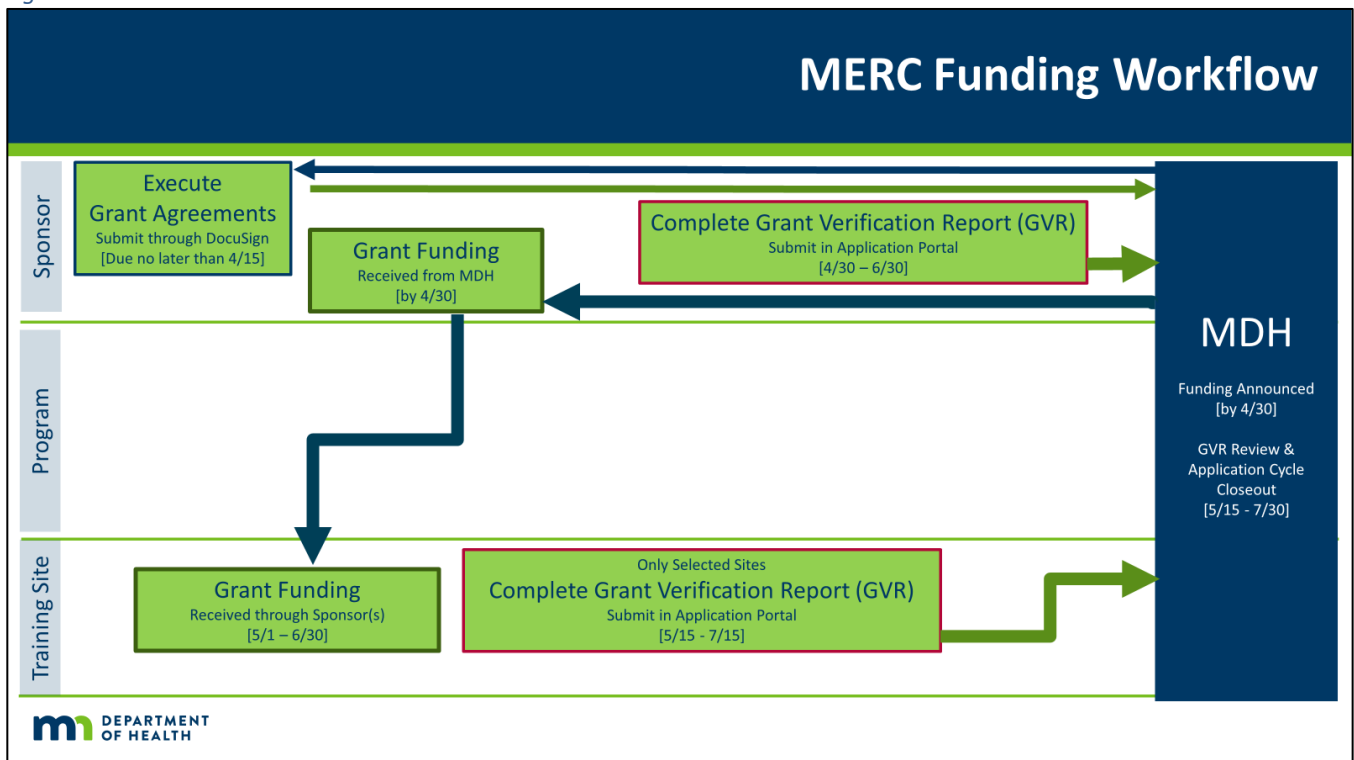 MERC Funding Workflow
Sponsor
Execute
Grant Agreements
Submit through DocuSign
[Due no later than 4/15]
Grant Funding
Received from MDH
[by 4/30]
Complete Grant Verification Report (GVR)
Submit in Application Portal
[4/30 – 6/30]
MDH
Funding Announced
[by 4/30]
GVR Review &
Application Cycle
Closeout
[5/15 - 7/30]
Program
Training Site
Grant Funding
Received through Sponsor(s)
[5/1 – 6/30]
Only Selected Sites
Complete Grant Verification Report (GVR)
Submit in Application Portal
[5/15 - 7/15]
mn DEPARTMENT
OF HEALTH